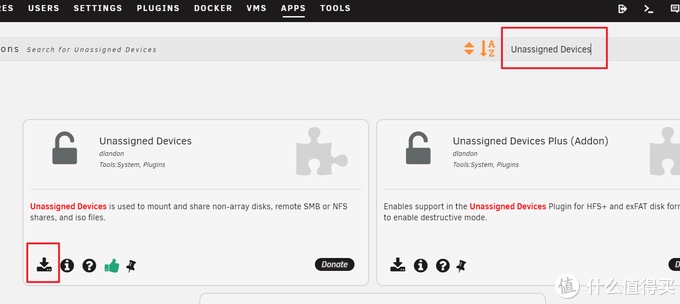 RES USERS SETTINGS PLUGINS DOCKER VMS APPS TOOLS
ons Search for Unassigned Devices
A
Z
Unassigned Devices
Unassigned Devices
dlandon
Tools:System, Plugins
Unassigned Devices is used to mount and share non-array disks, remote SMB or NFS
shares, and iso files.
Donate
Unassigned Devices Plus (Addon)
dlandon
Tools:System, Plugins
Enables support in the Unassigned Devices Plugin for HFS+ and exFAT disk form
to enable destructive mode.
D
值 什么值得买